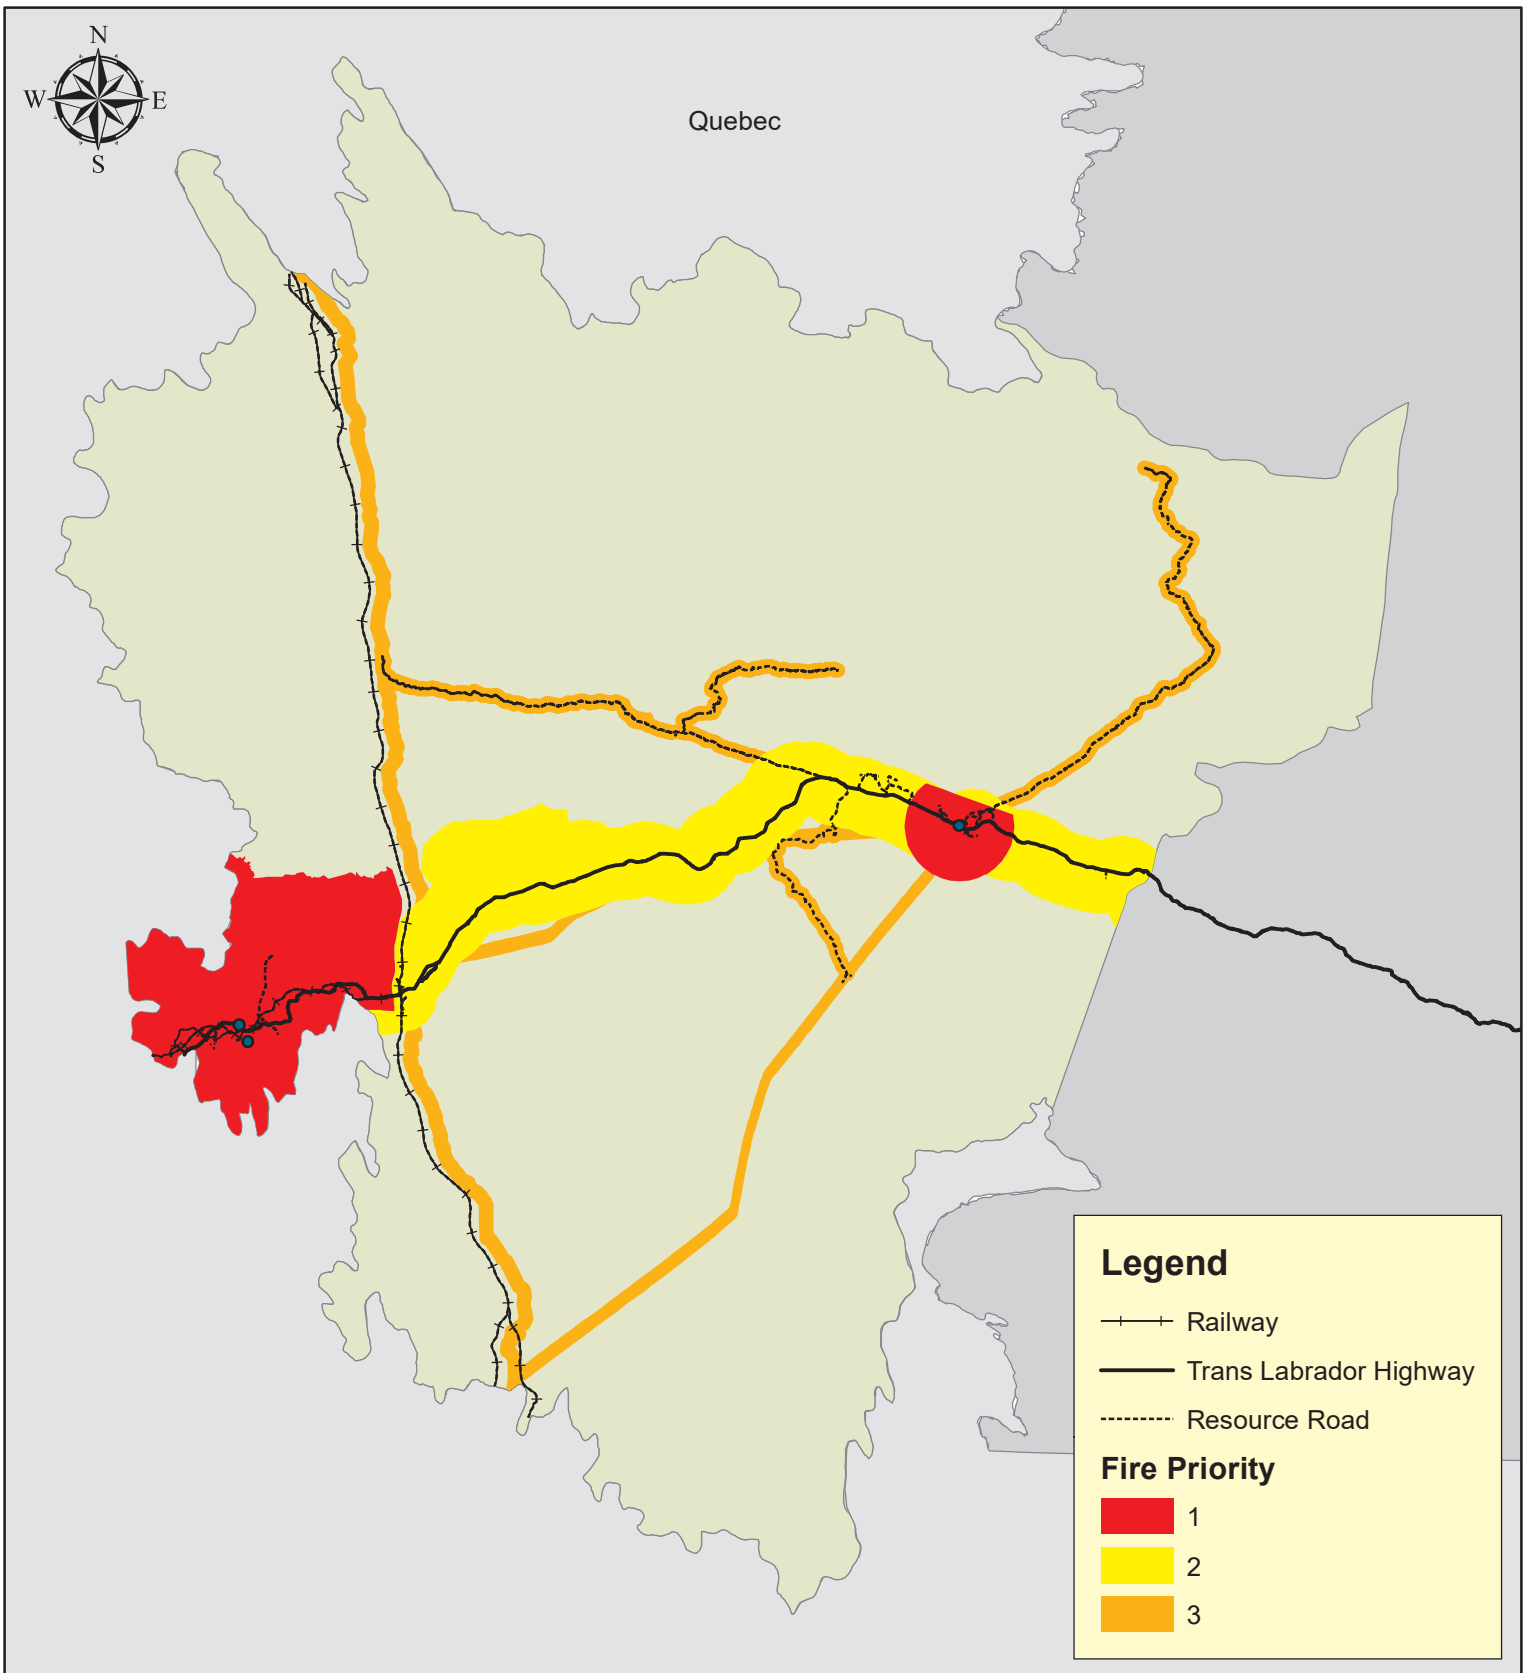 N
W E
S
Quebec
Legend
Railway
Trans Labrador Highway
Resource Road
Fire Priority
1
2
3